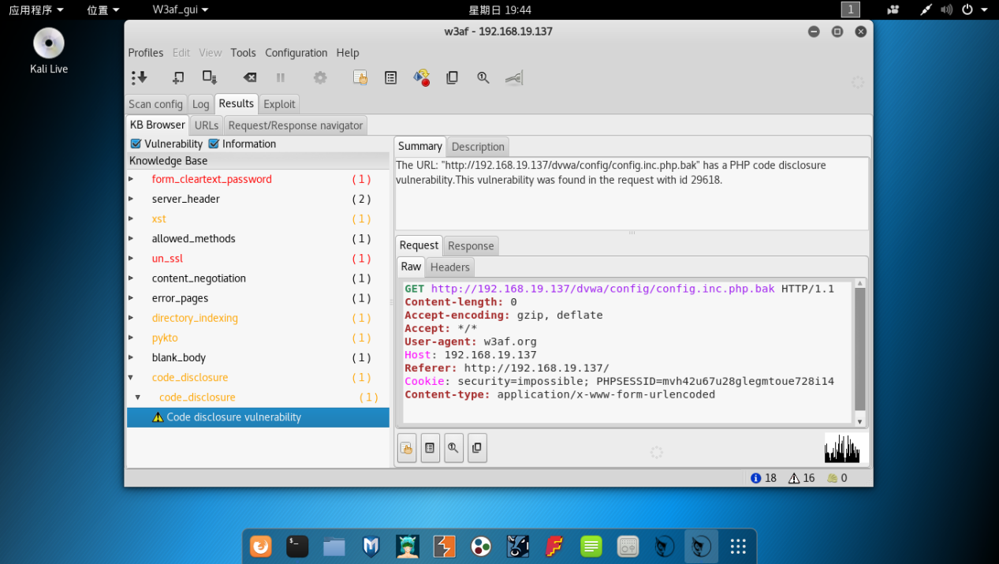 应用程序 位置 W3af_gui 星期日 19:44 1
Kali Live
w3af - 192.168.19.137
Profiles Edit View Tools Configuration Help
Scan config Log Results Exploit
KB Browser URLs Request/Response navigator
Vulnerability Information
Knowledge Base
form_cleartext_password ( 1 )
server_header ( 2 )
xst ( 1 )
allowed_methods ( 1 )
un_ssl ( 1 )
content_negotiation ( 1 )
error_pages ( 1 )
directory_indexing ( 1 )
pykto ( 1 )
blank_body ( 1 )
code_disclosure ( 1 )
code_disclosure ( 1 )
Code disclosure vulnerability
Summary Description
The URL: "http://192.168.19.137/dvwa/config/config.inc.php.bak" has a PHP code disclosure
vulnerability.This vulnerability was found in the request with id 29618.
Request Response
Raw Headers
GET http://192.168.19.137/dvwa/config/config.inc.php.bak HTTP/1.1
Content-length: 0
Accept-encoding: gzip, deflate
Accept: */*
User-agent: w3af.org
Host: 192.168.19.137
Referer: http://192.168.19.137/
Cookie: security=impossible; PHPSESSID=mvh42u67u28glegmtoue728i14
Content-type: application/x-www-form-urlencoded
18 16 0